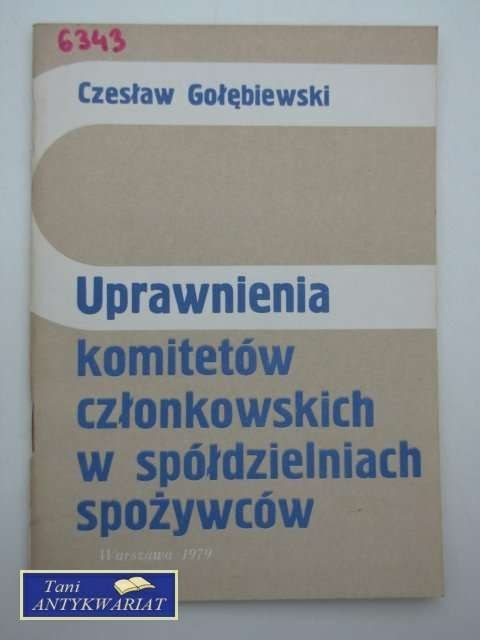 6343
Czesław Gołębiewski
Uprawnienia
komitetów
członkowskich
w spółdzielniach
spożywców
Warszawa 1979
Tani
ANTYKWARIAT